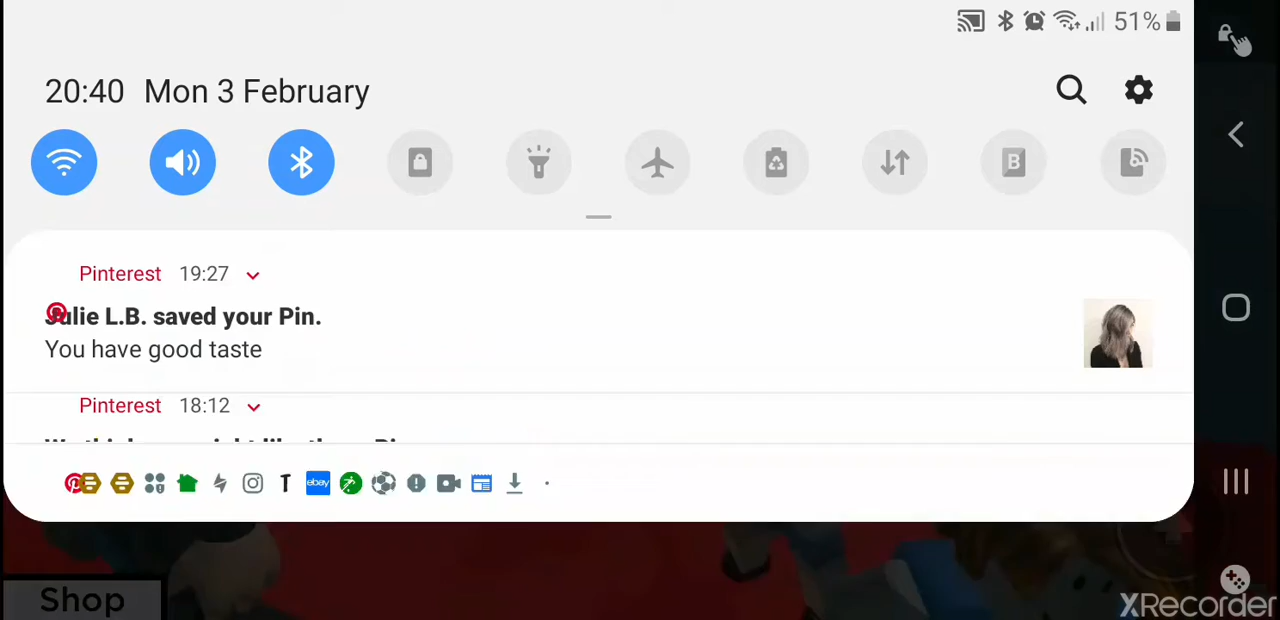 51%
20:40 Mon 3 February
Pinterest 19:27
Julie L.B. saved your Pin.
You have good taste
Pinterest 18:12
ebay
Shop
XRecorder